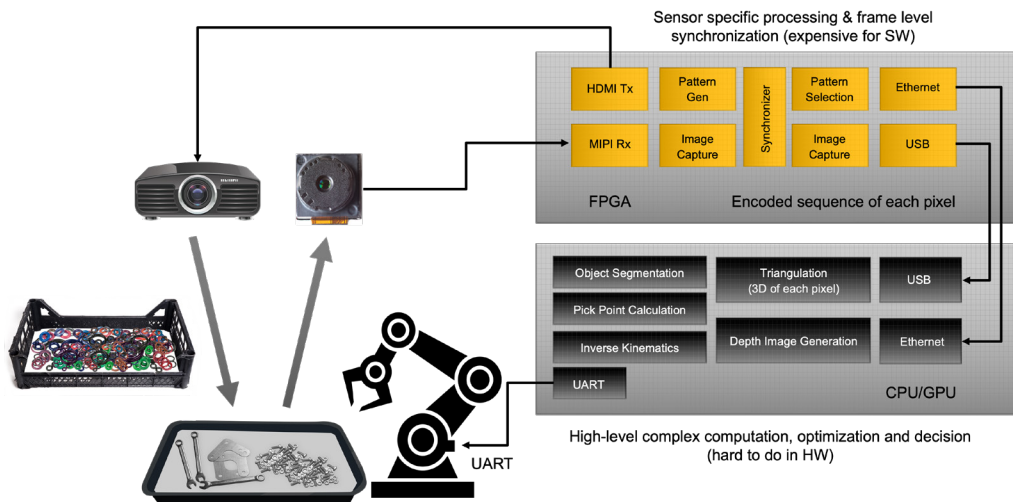 Sensor specific processing & frame level
synchronization (expensive for SW)
HDMI Tx
Pattern
Gen
Synchronizer
Pattern
Selection
Ethernet
MIPI Rx
Image
Capture
Image
Capture
USB
FPGA
Encoded sequence of each pixel
Object Segmentation
Triangulation
(3D of each pixel)
USB
Pick Point Calculation
Inverse Kinematics
Depth Image Generation
Ethernet
UART
CPU/GPU
UART
High-level complex computation, optimization and decision
(hard to do in HW)